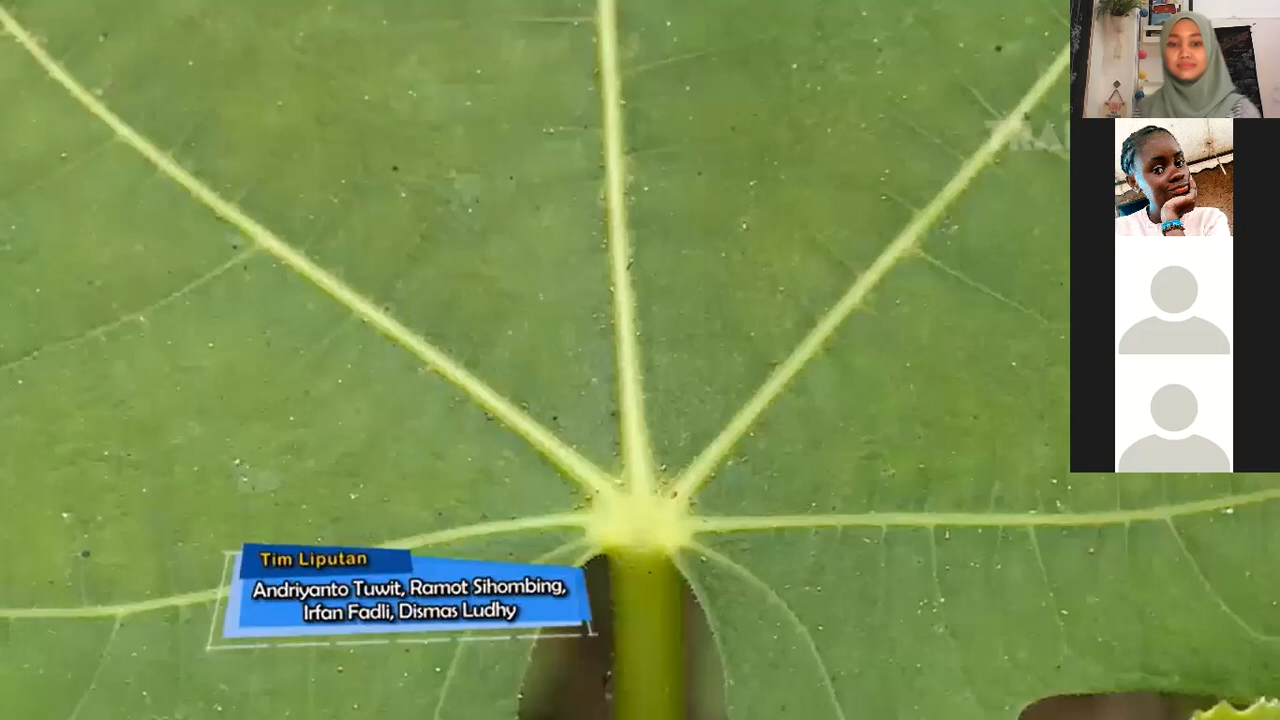 Tim Liputan
Andriyanto Tuwit, Ramot Sihombing,
Irfan Fadli, Dismas Ludhy